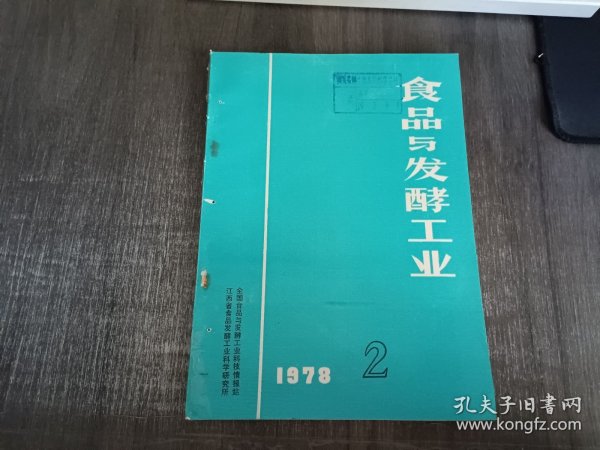 食品与发酵工业
全国食品与发酵工业科技情报站
江西省食品发酵工业科学研究所
1978
2
孔夫子旧书网
www.kongfz.com